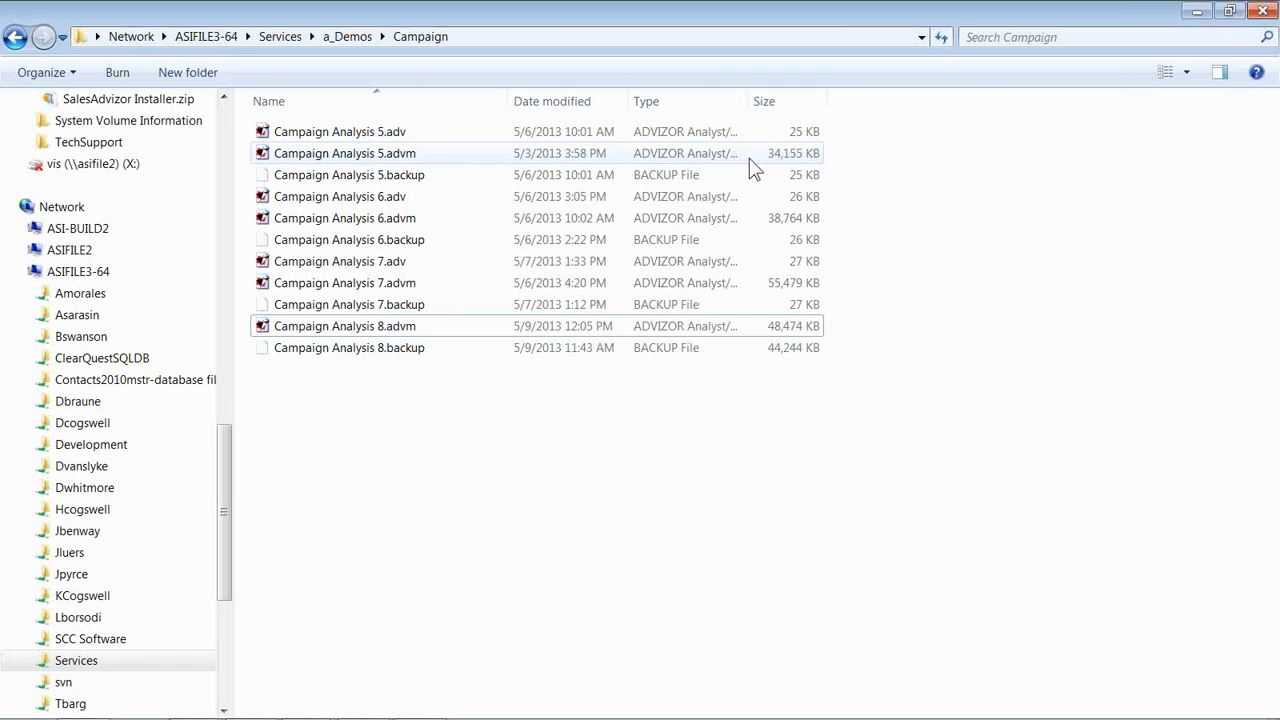 Network ASIFILE3-64 Services a_Demos Campaign Search Campaign
Organize Burn New folder
SalesAdvizor Installer.zip
System Volume Information
TechSupport
vis (\\asifile2) (X:)
Network
ASI-BUILD2
ASIFILE2
ASIFILE3-64
Amorales
Asarasin
Bswanson
ClearQuestSQLDB
Contacts2010mstr-database fil
Dbraune
Dcogswell
Development
Dvanslyke
Dwhitmore
Hcogswell
Jbenway
Jluers
Jpyrce
KCogswell
Lborsodi
SCC Software
Services
svn
Tbarg
Name Date modified Type Size
Campaign Analysis 5.adv 5/6/2013 10:01 AM ADVIZOR Analyst/... 25 KB
Campaign Analysis 5.advm 5/3/2013 3:58 PM ADVIZOR Analyst/... 34,155 KB
Campaign Analysis 5.backup 5/6/2013 10:01 AM BACKUP File 25 KB
Campaign Analysis 6.adv 5/6/2013 3:05 PM ADVIZOR Analyst/... 26 KB
Campaign Analysis 6.advm 5/6/2013 10:02 AM ADVIZOR Analyst/... 38,764 KB
Campaign Analysis 6.backup 5/6/2013 2:22 PM BACKUP File 26 KB
Campaign Analysis 7.adv 5/7/2013 1:33 PM ADVIZOR Analyst/... 27 KB
Campaign Analysis 7.advm 5/6/2013 4:20 PM ADVIZOR Analyst/... 55,479 KB
Campaign Analysis 7.backup 5/7/2013 1:12 PM BACKUP File 27 KB
Campaign Analysis 8.advm 5/9/2013 12:05 PM ADVIZOR Analyst/... 48,474 KB
Campaign Analysis 8.backup 5/9/2013 11:43 AM BACKUP File 44,244 KB